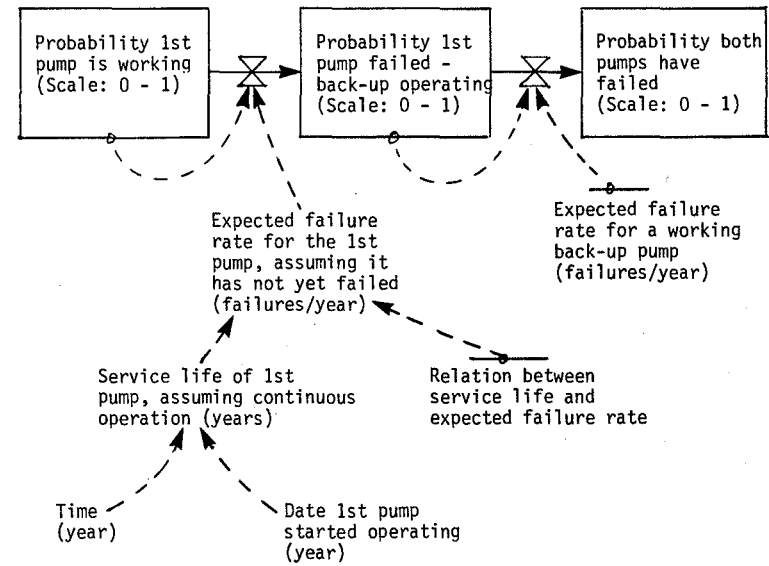 Probability 1st
pump is working
(Scale: 0 - 1)
Probability 1st
pump failed -
back-up operating
(Scale: 0 - 1)
Probability both
pumps have
failed
(Scale: 0 - 1)
Expected failure
rate for the 1st
pump, assuming it
has not yet failed
(failures/year)
Expected failure
rate for a working
back-up pump
(failures/year)
Service life of 1st
pump, assuming continuous
operation (years)
Relation between
service life and
expected failure rate
Time
(year)
Date 1st pump
started operating
(year)